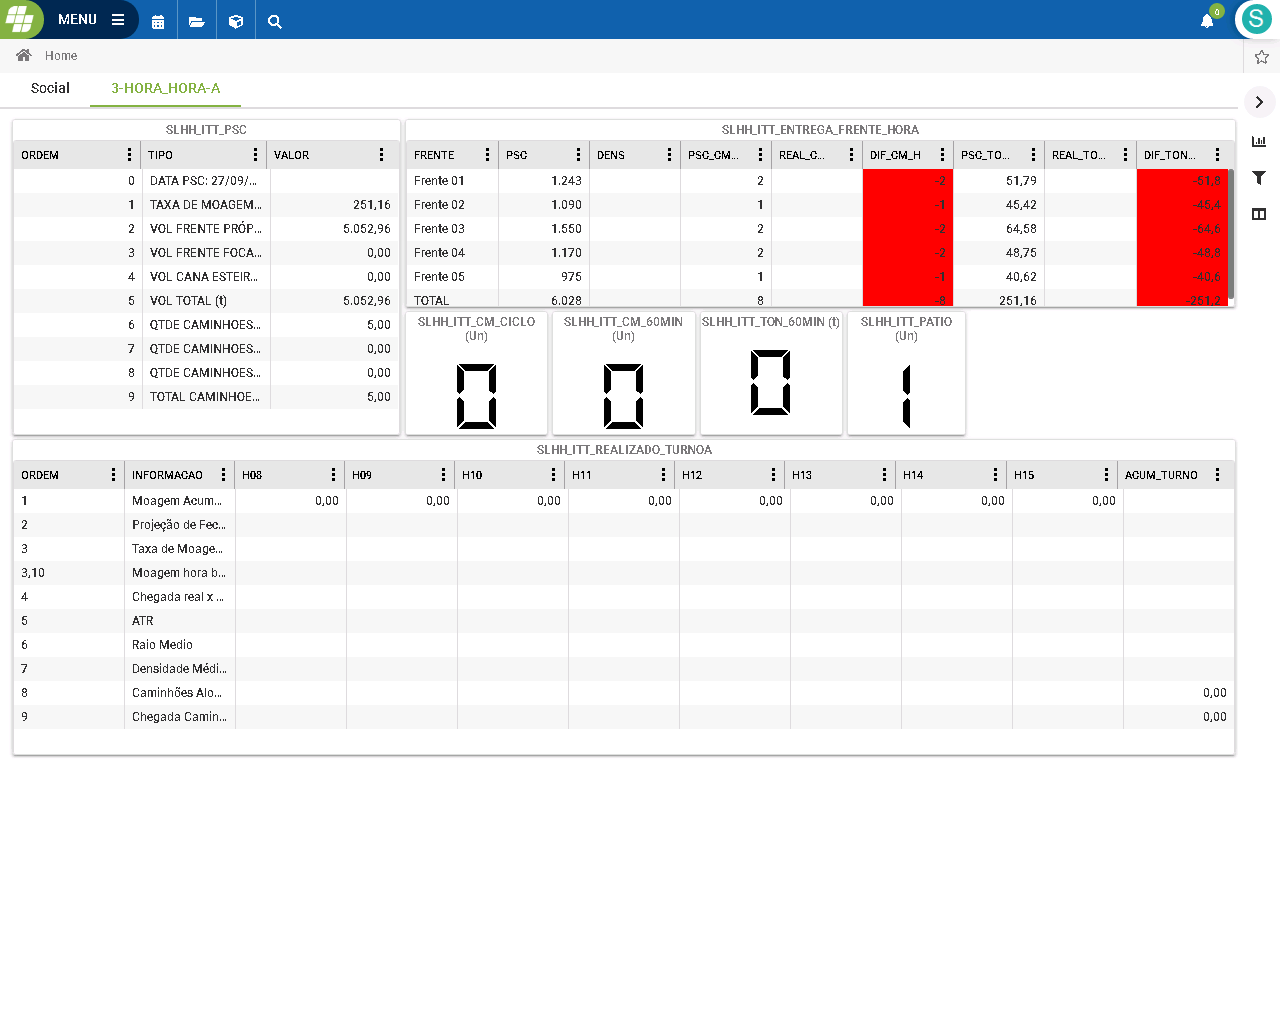 MENU
0
S
Home
Social 3-HORA_HORA-A
SLHH_ITT_PSC
ORDEM TIPO VALOR
0 DATA PSC: 27/09/...
1 TAXA DE MOAGEM... 251,16
2 VOL FRENTE PRÓP... 5.052,96
3 VOL FRENTE FOCA... 0,00
4 VOL CANA ESTEIR... 0,00
5 VOL TOTAL (t) 5.052,96
6 QTDE CAMINHOES... 5,00
7 QTDE CAMINHOES... 0,00
8 QTDE CAMINHOES... 0,00
9 TOTAL CAMINHOE... 5,00
SLHH_ITT_ENTREGA_FRENTE_HORA
FRENTE PSC DENS PSC_CM... REAL_C... DIF_CM_H PSC_TO... REAL_TO... DIF_TON...
Frente 01 1.243 2 -2 51,79 -51,8
Frente 02 1.090 1 -1 45,42 -45,4
Frente 03 1.550 2 -2 64,58 -64,6
Frente 04 1.170 2 -2 48,75 -48,8
Frente 05 975 1 -1 40,62 -40,6
TOTAL 6.028 8 -8 251,16 -251,2
SLHH_ITT_CM_CICLO
(Un)
0
SLHH_ITT_CM_60MIN
(Un)
0
SLHH_ITT_TON_60MIN (t)
0
SLHH_ITT_PATIO
(Un)
1
SLHH_ITT_REALIZADO_TURNOA
ORDEM INFORMACAO H08 H09 H10 H11 H12 H13 H14 H15 ACUM_TURNO
1 Moagem Acum... 0,00 0,00 0,00 0,00 0,00 0,00 0,00 0,00
2 Projeção de Fec...
3 Taxa de Moage...
3,10 Moagem hora b...
4 Chegada real x ...
5 ATR
6 Raio Medio
7 Densidade Médi...
8 Caminhões Alo... 0,00
9 Chegada Camin... 0,00